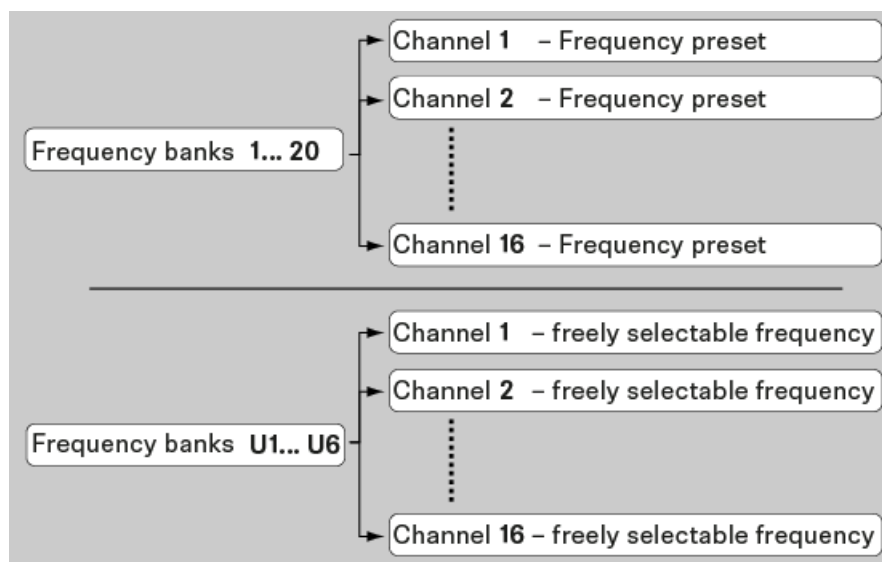 Channel 1 – Frequency preset
Channel 2 – Frequency preset
Frequency banks 1... 20
Channel 16 – Frequency preset
Channel 1 – freely selectable frequency
Channel 2 – freely selectable frequency
Frequency banks U1... U6
Channel 16 – freely selectable frequency